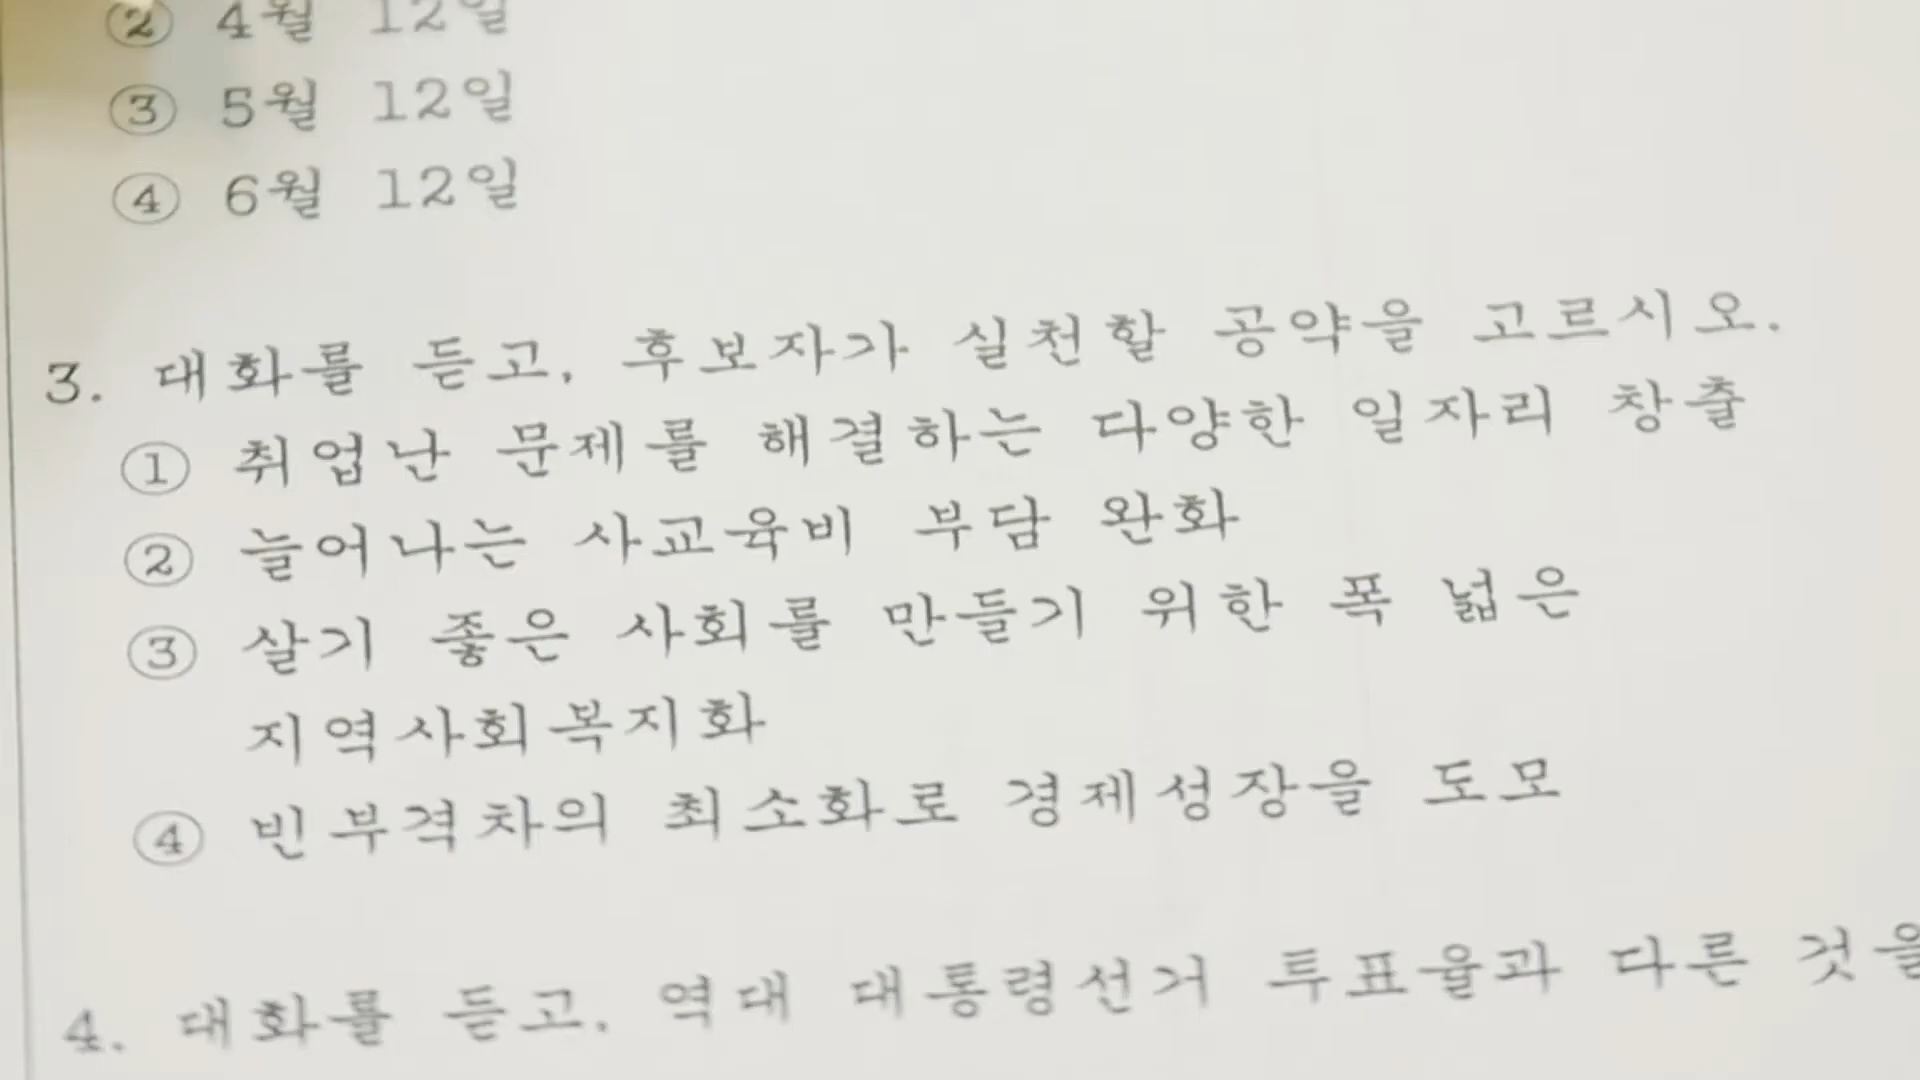 ② 4월 12일
③ 5월 12일
④ 6월 12일
3. 대화를 듣고, 후보자가 실천할 공약을 고르시오.
① 취업난 문제를 해결하는 다양한 일자리 창출
② 늘어나는 사교육비 부담 완화
③ 살기 좋은 사회를 만들기 위한 폭 넓은
지역사회복지화
④ 빈부격차의 최소화로 경제성장을 도모
4. 대화를 듣고, 역대 대통령선거 투표율과 다른 것을